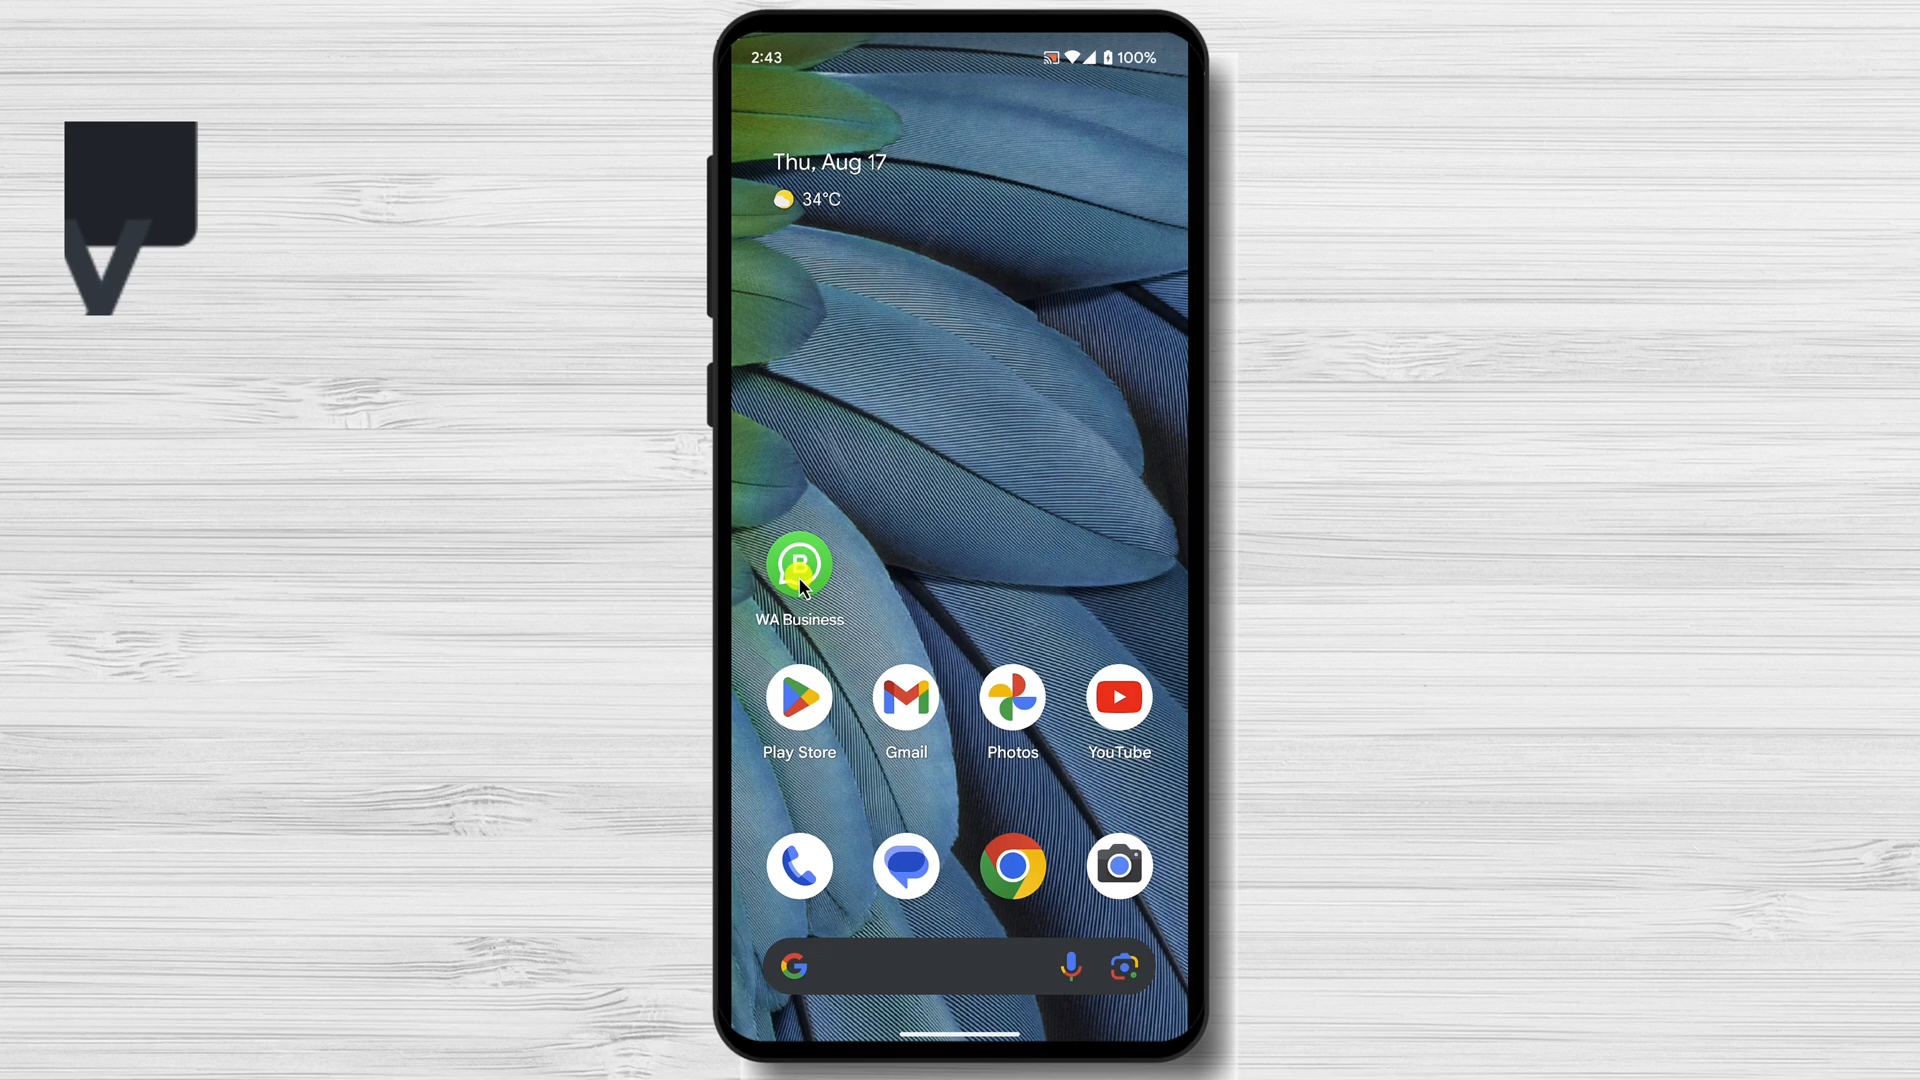 2:43
100%
Thu, Aug 17
34°C
WA Business
Play Store
Gmail
Photos
YouTube